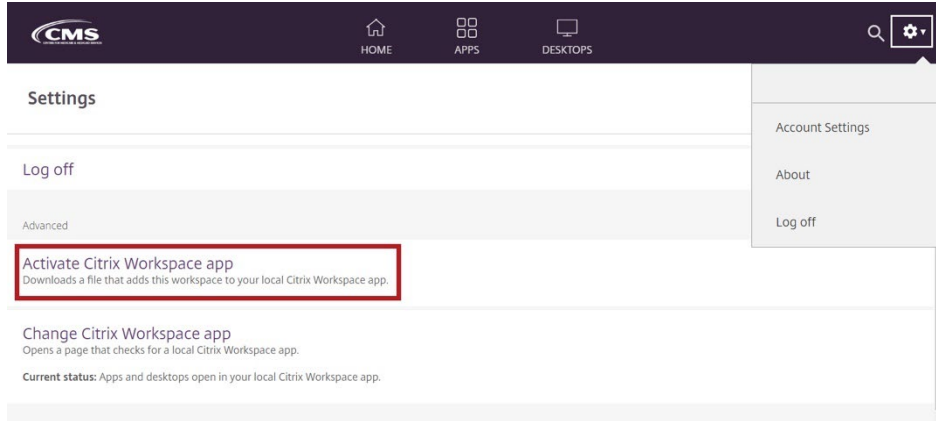 CMS
HOME
APPS
DESKTOPS
Settings
Account Settings
About
Log off
Log off
Advanced
Activate Citrix Workspace app
Downloads a file that adds this workspace to your local Citrix Workspace app.
Change Citrix Workspace app
Opens a page that checks for a local Citrix Workspace app.
Current status: Apps and desktops open in your local Citrix Workspace app.